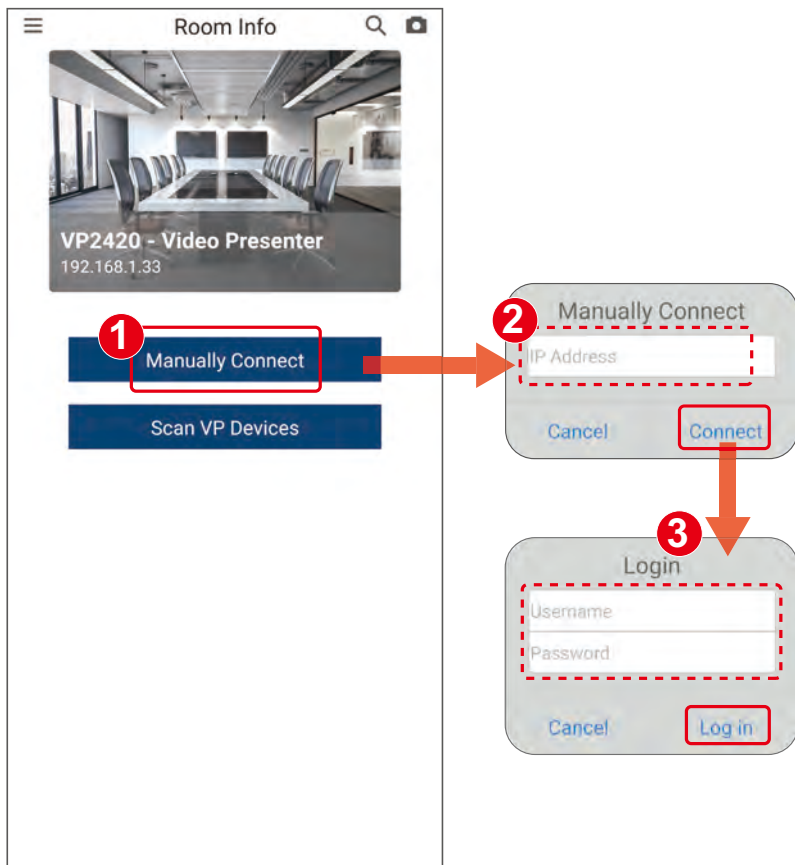 Room Info
VP2420 - Video Presenter
192.168.1.33
1
Manually Connect
Scan VP Devices
2
Manually Connect
IP Address
Cancel
Connect
3
Login
Username
Password
Cancel
Log in